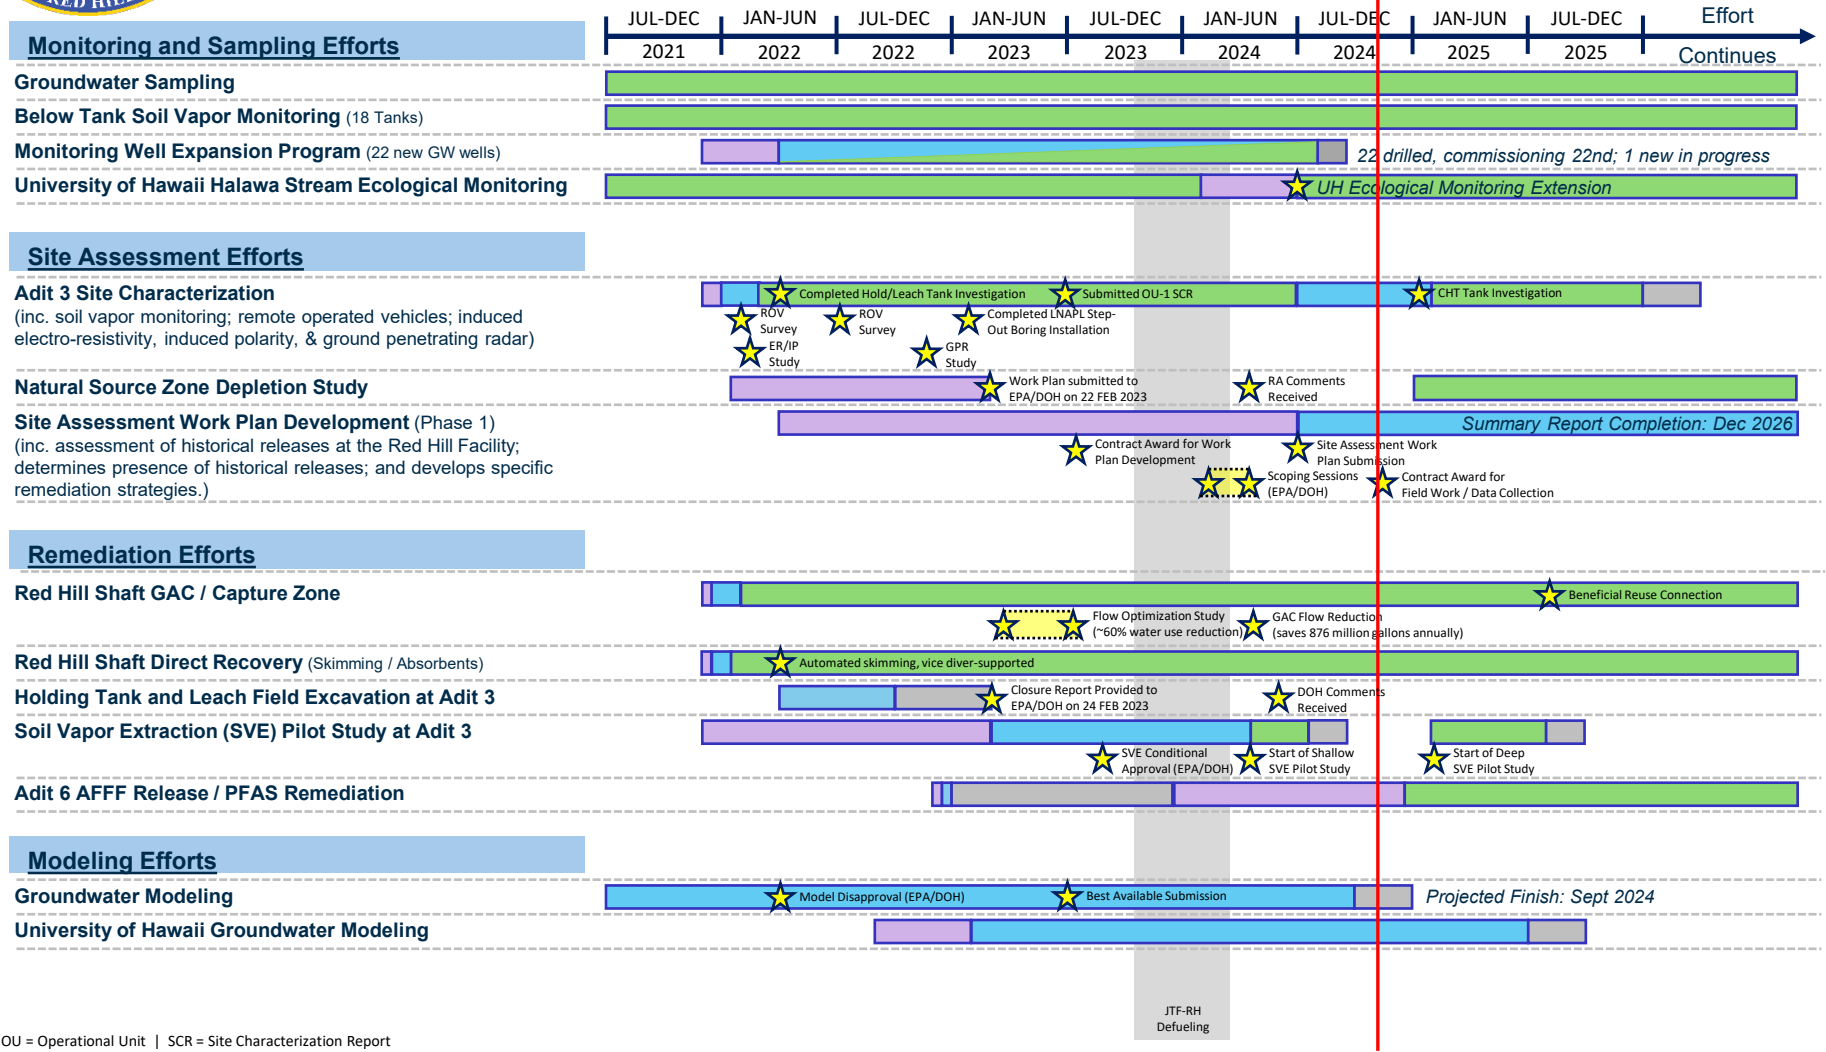 RED HILL
JUL-DEC JAN-JUN JUL-DEC JAN-JUN JUL-DEC JAN-JUN JUL-DEC JAN-JUN JUL-DEC Effort
2021 2022 2022 2023 2023 2024 2024 2025 2025 Continues
Monitoring and Sampling Efforts
Groundwater Sampling
Below Tank Soil Vapor Monitoring (18 Tanks)
Monitoring Well Expansion Program (22 new GW wells)
22 drilled, commissioning 22nd; 1 new in progress
University of Hawaii Halawa Stream Ecological Monitoring
UH Ecological Monitoring Extension
Site Assessment Efforts
Adit 3 Site Characterization
(inc. soil vapor monitoring; remote operated vehicles; induced
electro-resistivity, induced polarity, & ground penetrating radar)
Completed Hold/Leach Tank Investigation
Submitted OU-1 SCR
CHT Tank Investigation
ROV
Survey
ROV
Survey
Completed LNAPL Step-
Out Boring Installation
ER/IP
Study
GPR
Study
Natural Source Zone Depletion Study
Work Plan submitted to
EPA/DOH on 22 FEB 2023
RA Comments
Received
Site Assessment Work Plan Development (Phase 1)
(inc. assessment of historical releases at the Red Hill Facility;
determines presence of historical releases; and develops specific
remediation strategies.)
Summary Report Completion: Dec 2026
Contract Award for Work
Plan Development
Site Assessment Work
Plan Submission
Scoping Sessions
(EPA/DOH)
Contract Award for
Field Work / Data Collection
Remediation Efforts
Red Hill Shaft GAC / Capture Zone
Beneficial Reuse Connection
Flow Optimization Study
(~60% water use reduction)
GAC Flow Reduction
(saves 876 million gallons annually)
Red Hill Shaft Direct Recovery (Skimming / Absorbents)
Automated skimming, vice diver-supported
Holding Tank and Leach Field Excavation at Adit 3
Closure Report Provided to
EPA/DOH on 24 FEB 2023
DOH Comments
Received
Soil Vapor Extraction (SVE) Pilot Study at Adit 3
SVE Conditional
Approval (EPA/DOH)
Start of Shallow
SVE Pilot Study
Start of Deep
SVE Pilot Study
Adit 6 AFFF Release / PFAS Remediation
Modeling Efforts
Groundwater Modeling
Model Disapproval (EPA/DOH)
Best Available Submission
Projected Finish: Sept 2024
University of Hawaii Groundwater Modeling
JTF-RH
Defueling
OU = Operational Unit | SCR = Site Characterization Report